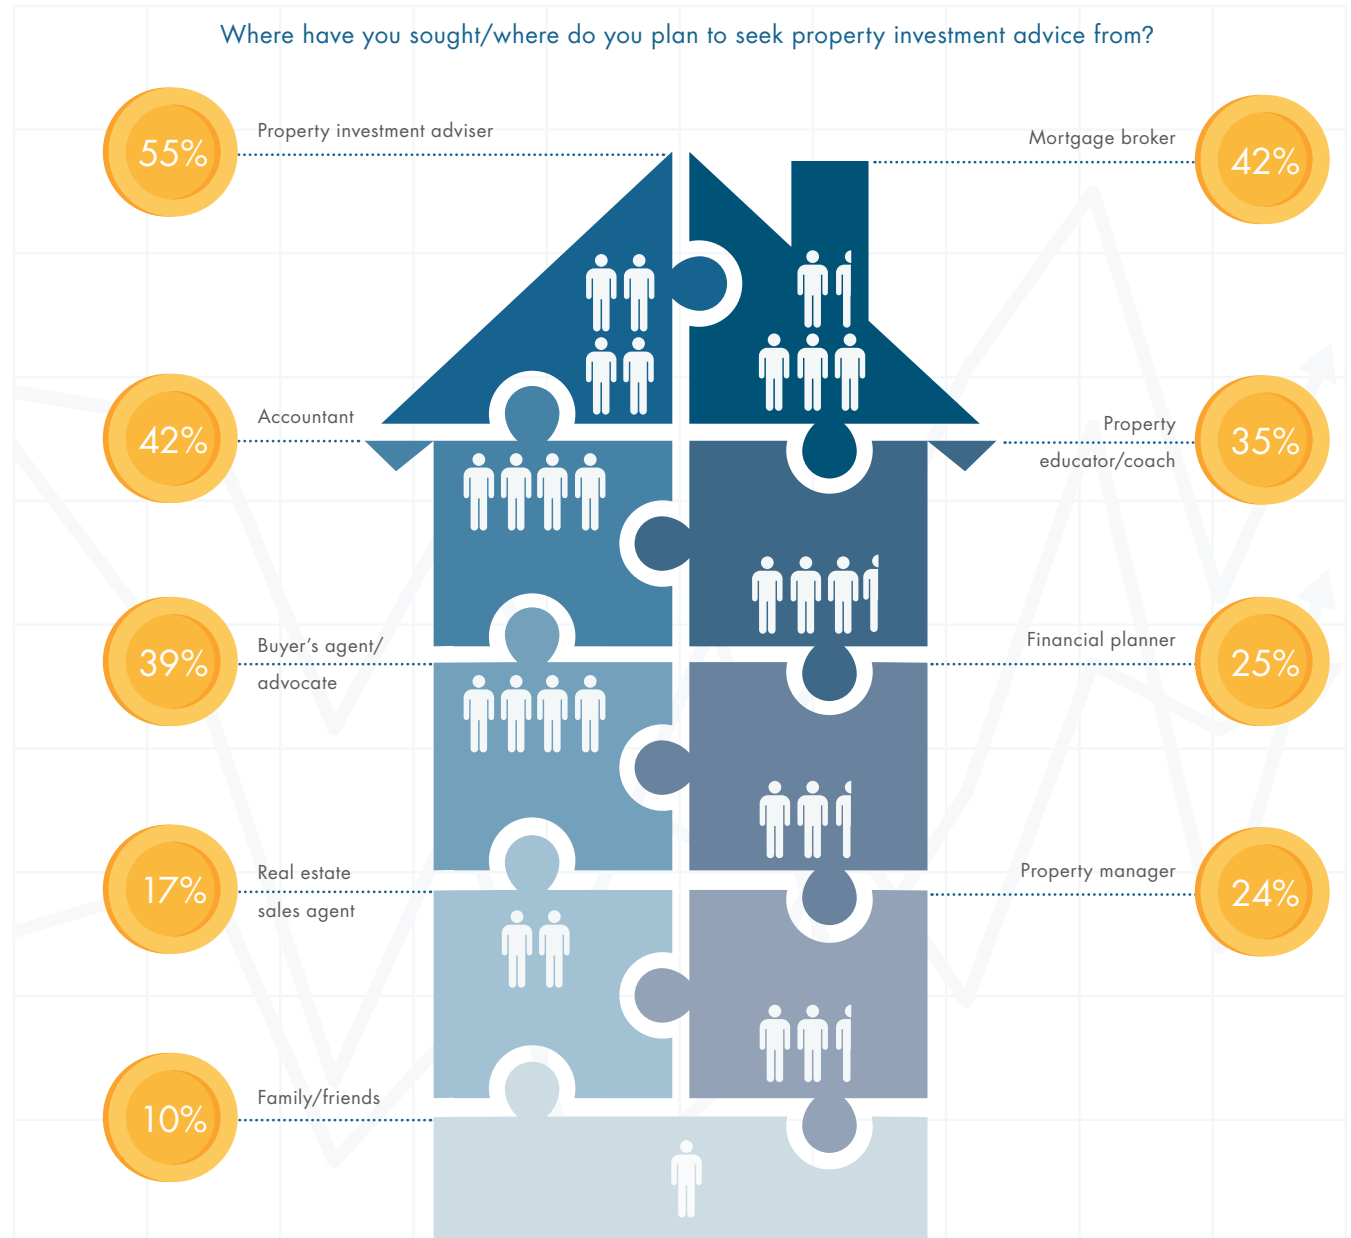 Where have you sought/where do you plan to seek property investment advice from?
55%
Property investment adviser
Mortgage broker
42%
42%
Accountant
Property
educator/coach
35%
39%
Buyer’s agent/
advocate
Financial planner
25%
17%
Real estate
sales agent
Property manager
24%
10%
Family/friends